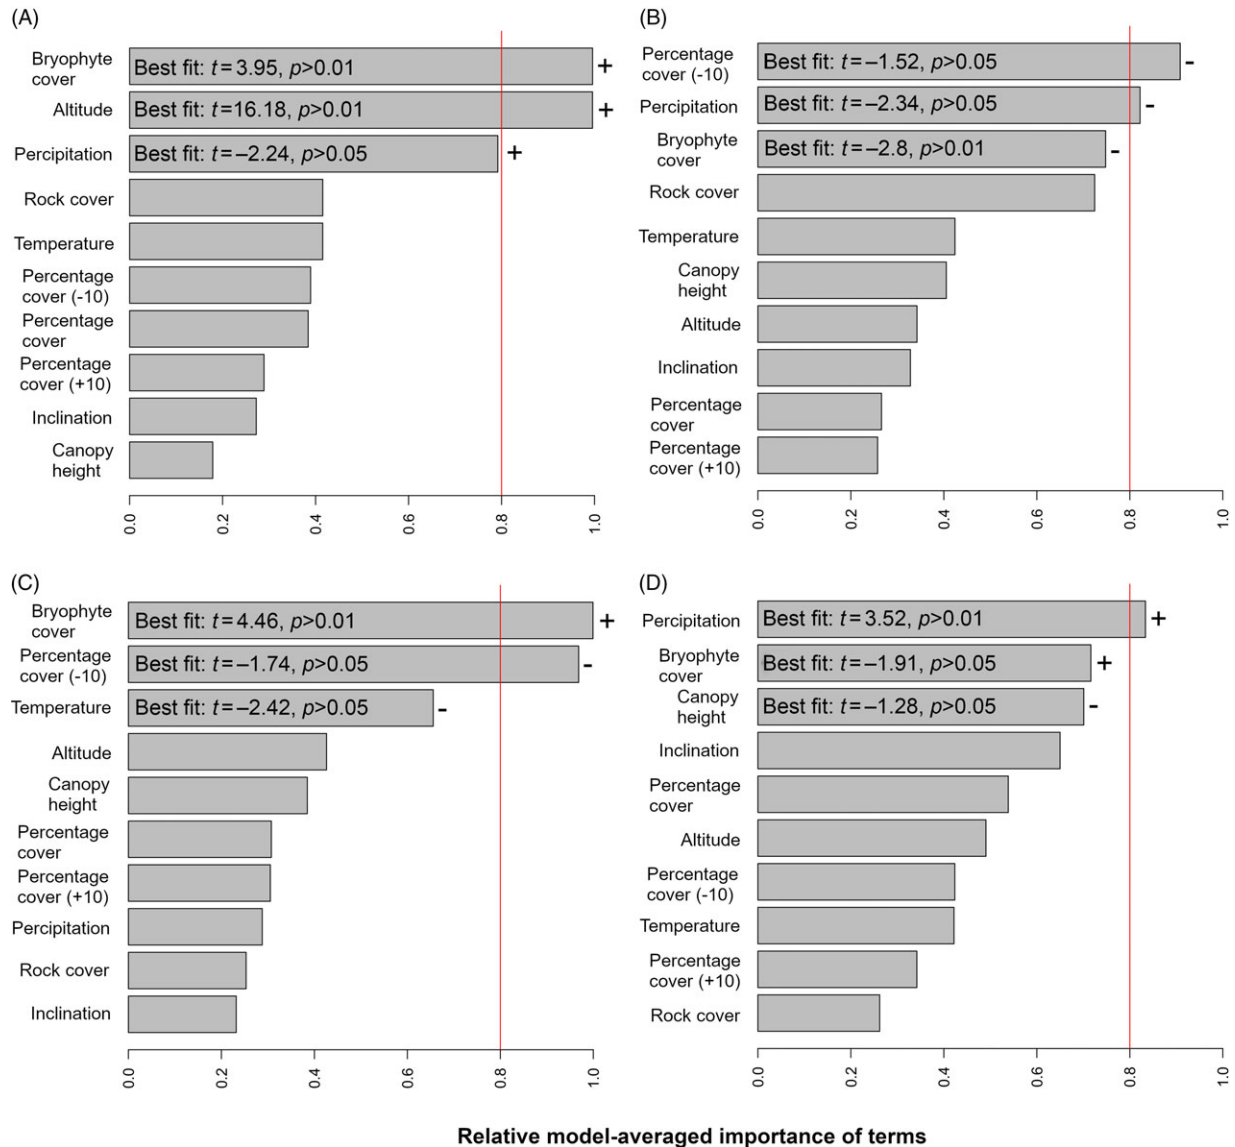 (A)
Bryophyte
cover
Best fit: t=3.95, p>0.01
+
Altitude
Best fit: t=16.18, p>0.01
+
Percipitation
Best fit: t=–2.24, p>0.05
+
Rock cover
Temperature
Percentage
cover (-10)
Percentage
cover
Percentage
cover (+10)
Inclination
Canopy
height
0.0
0.2
0.4
0.6
0.8
1.0
(B)
Percentage
cover (-10)
Best fit: t=–1.52, p>0.05
-
Percipitation
Best fit: t=–2.34, p>0.05
-
Bryophyte
cover
Best fit: t=–2.8, p>0.01
-
Rock cover
Temperature
Canopy
height
Altitude
Inclination
Percentage
cover
Percentage
cover (+10)
0.0
0.2
0.4
0.6
0.8
1.0
(C)
Bryophyte
cover
Best fit: t=4.46, p>0.01
+
Percentage
cover (-10)
Best fit: t=–1.74, p>0.05
-
Temperature
Best fit: t=–2.42, p>0.05
-
Altitude
Canopy
height
Percentage
cover
Percentage
cover (+10)
Percipitation
Rock cover
Inclination
0.0
0.2
0.4
0.6
0.8
1.0
(D)
Percipitation
Best fit: t=3.52, p>0.01
+
Bryophyte
cover
Best fit: t=–1.91, p>0.05
+
Canopy
height
Best fit: t=–1.28, p>0.05
-
Inclination
Percentage
cover
Altitude
Percentage
cover (-10)
Temperature
Percentage
cover (+10)
Rock cover
0.0
0.2
0.4
0.6
0.8
1.0
Relative model-averaged importance of terms